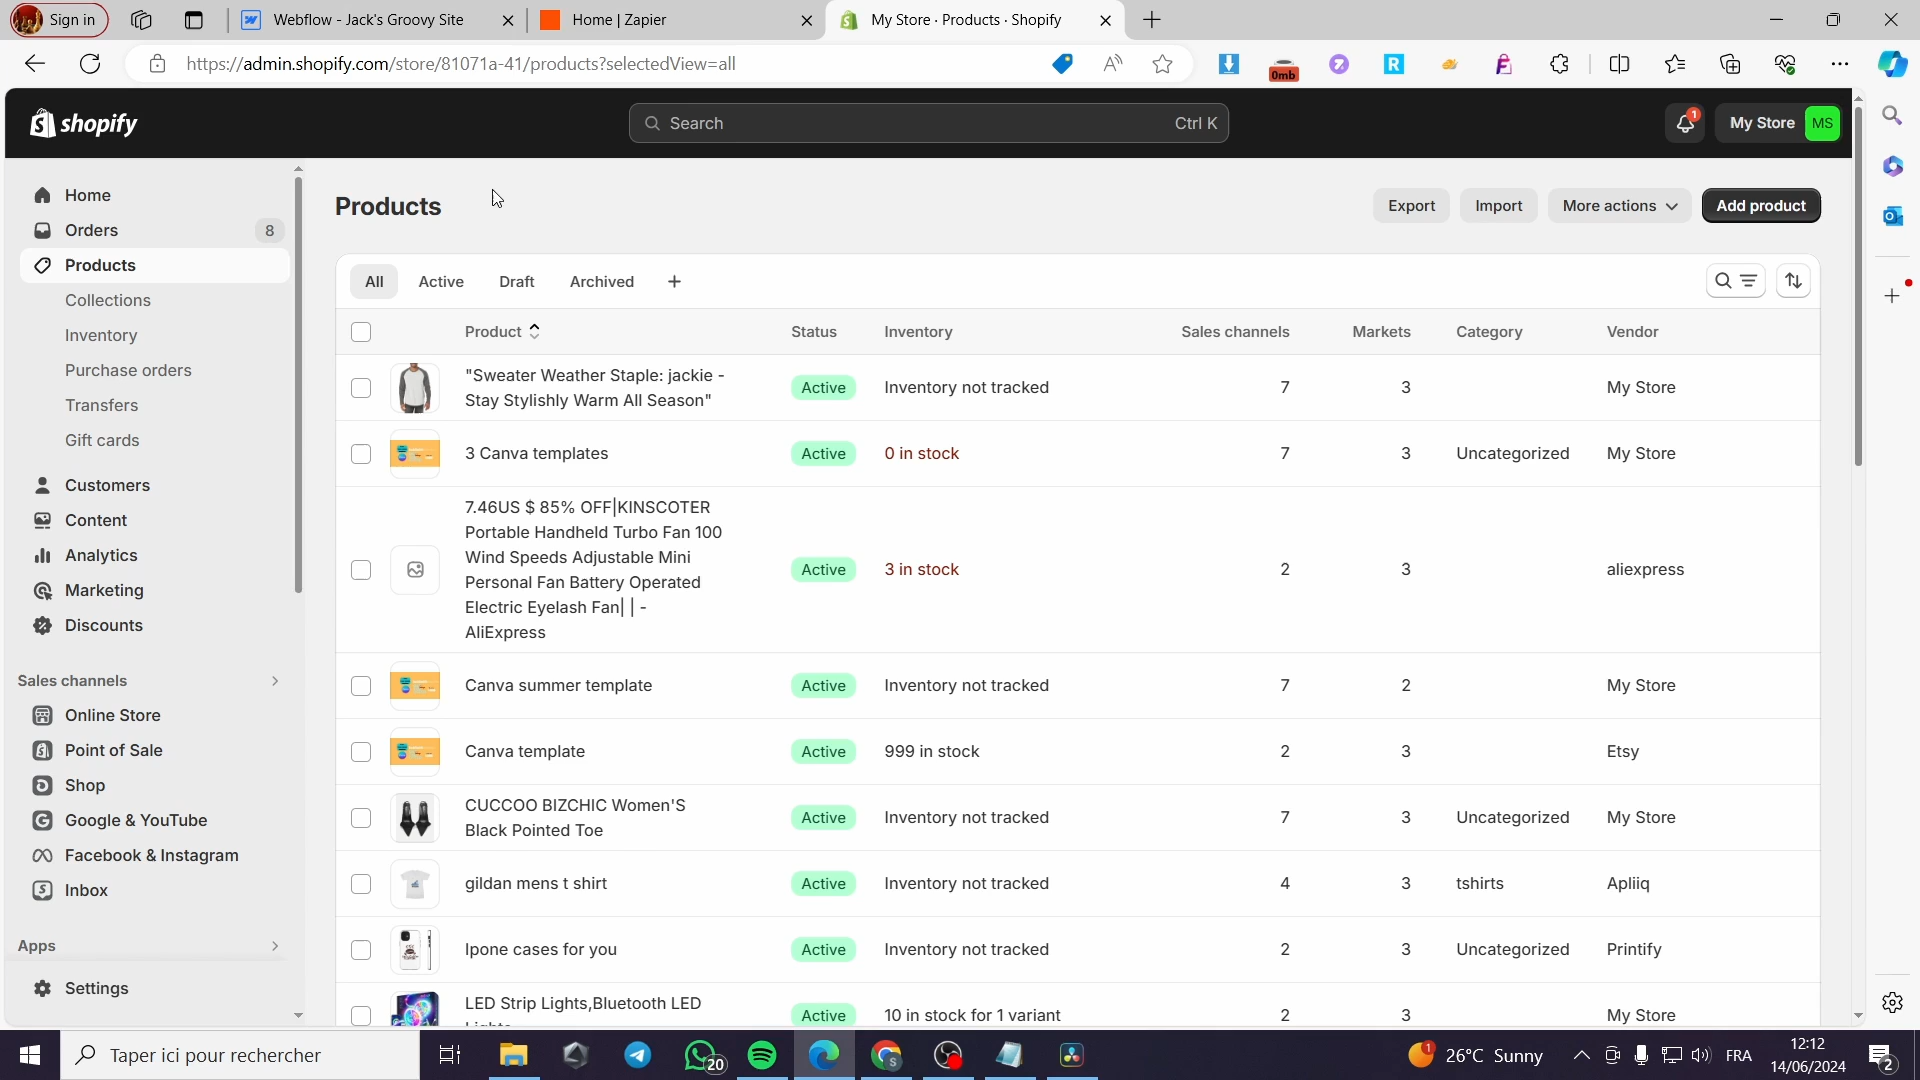 Sign in
Webflow - Jack's Groovy Site
Home | Zapier
My Store · Products · Shopify
https://admin.shopify.com/store/81071a-41/products?selectedView=all
0mb
shopify
Search
Ctrl K
1
My Store
MS
Home
Orders
8
Products
Collections
Inventory
Purchase orders
Transfers
Gift cards
Customers
Content
Analytics
Marketing
Discounts
Sales channels
Online Store
Point of Sale
Shop
Google & YouTube
Facebook & Instagram
Inbox
Apps
Settings
Products
Export
Import
More actions
Add product
All
Active
Draft
Archived
Product
Status
Inventory
Sales channels
Markets
Category
Vendor
"Sweater Weather Staple: jackie -
Stay Stylishly Warm All Season"
Active
Inventory not tracked
7
3
My Store
3 Canva templates
Active
0 in stock
7
3
Uncategorized
My Store
7.46US $ 85% OFF|KINSCOTER
Portable Handheld Turbo Fan 100
Wind Speeds Adjustable Mini
Personal Fan Battery Operated
Electric Eyelash Fan| | -
AliExpress
Active
3 in stock
2
3
aliexpress
Canva summer template
Active
Inventory not tracked
7
2
My Store
Canva template
Active
999 in stock
2
3
Etsy
CUCCOO BIZCHIC Women'S
Black Pointed Toe
Active
Inventory not tracked
7
3
Uncategorized
My Store
gildan mens t shirt
Active
Inventory not tracked
4
3
tshirts
Apliiq
Ipone cases for you
Active
Inventory not tracked
2
3
Uncategorized
Printify
LED Strip Lights,Bluetooth LED
Active
10 in stock for 1 variant
2
3
My Store
Taper ici pour rechercher
20
1
26°C Sunny
FRA
12:12
14/06/2024
2